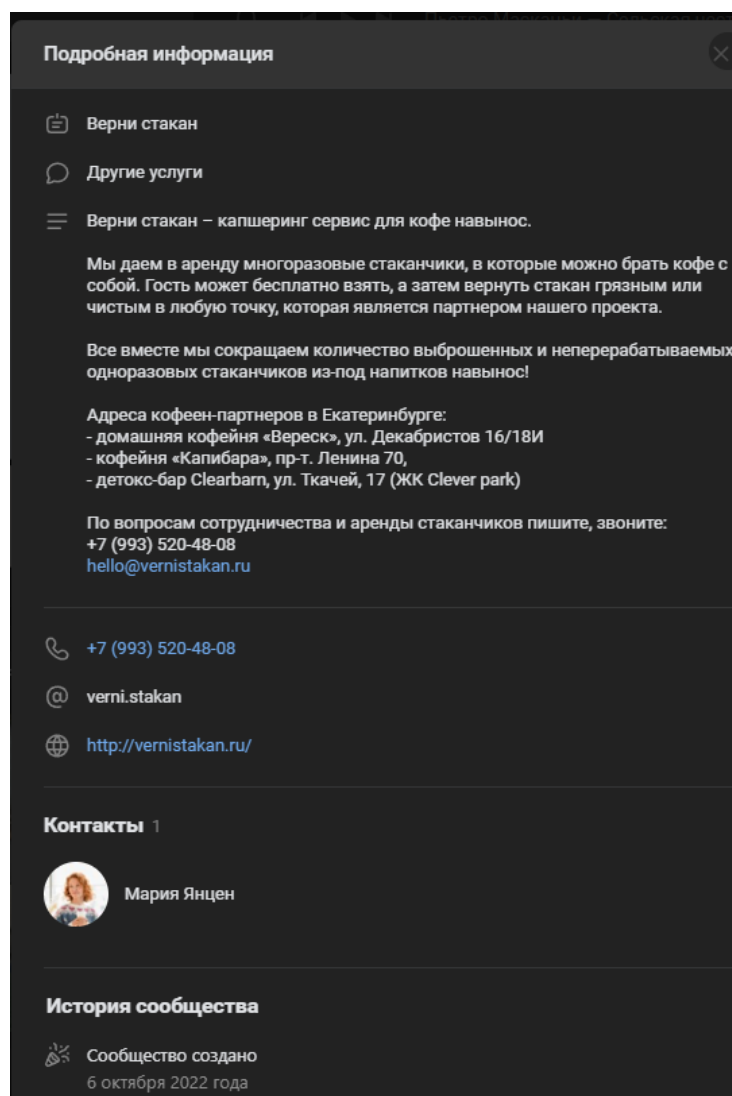 Подробная информация
Верни стакан
Другие услуги
Верни стакан – капшеринг сервис для кофе навынос.
Мы даем в аренду многоразовые стаканчики, в которые можно брать кофе с
собой. Гость может бесплатно взять, а затем вернуть стакан грязным или
чистым в любую точку, которая является партнером нашего проекта.
Все вместе мы сокращаем количество выброшенных и неперерабатываемых
одноразовых стаканчиков из-под напитков навынос!
Адреса кофеен-партнеров в Екатеринбурге:
- домашняя кофейня «Вереск», ул. Декабристов 16/18И
- кофейня «Капибара», пр-т. Ленина 70,
- детокс-бар Clearbarn, ул. Ткачей, 17 (ЖК Clever park)
По вопросам сотрудничества и аренды стаканчиков пишите, звоните:
+7 (993) 520-48-08
hello@vernistakan.ru
+7 (993) 520-48-08
verni.stakan
http://vernistakan.ru/
Контакты 1
Мария Янцен
История сообщества
Сообщество создано
6 октября 2022 года